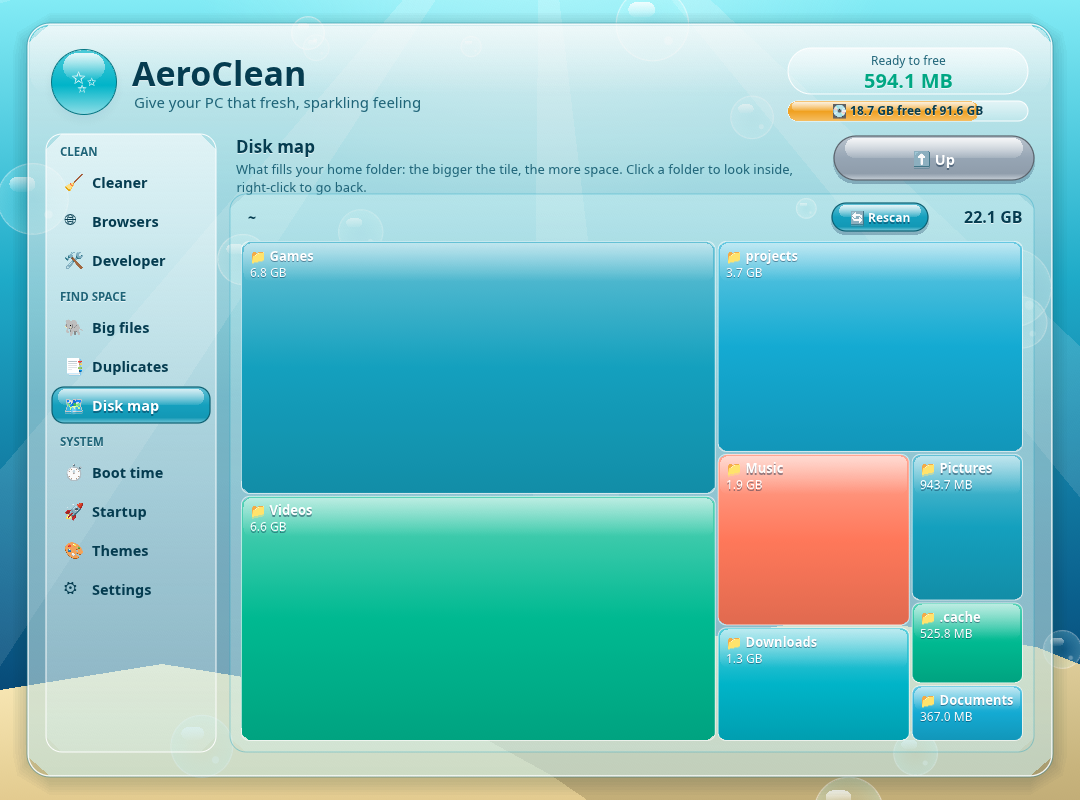 AeroClean
Give your PC that fresh, sparkling feeling
Ready to free
594.1 MB
18.7 GB free of 91.6 GB
CLEAN
Cleaner
Browsers
Developer
FIND SPACE
Big files
Duplicates
Disk map
SYSTEM
Boot time
Startup
Themes
Settings
Disk map
What fills your home folder: the bigger the tile, the more space. Click a folder to look inside,
right-click to go back.
Up
~
Rescan
22.1 GB
Games
6.8 GB
projects
3.7 GB
Videos
6.6 GB
Music
1.9 GB
Pictures
943.7 MB
.cache
525.8 MB
Downloads
1.3 GB
Documents
367.0 MB